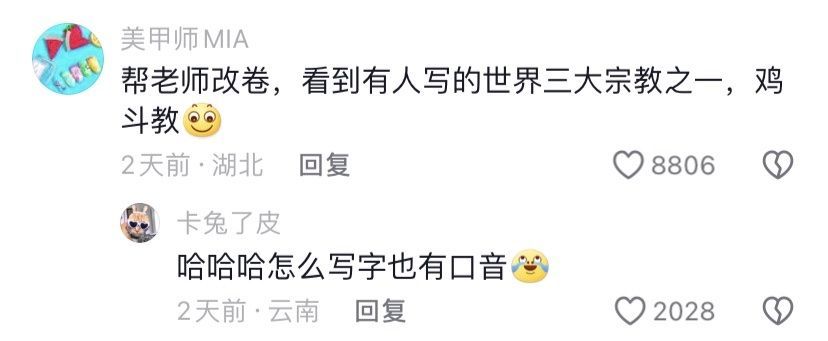 美甲师MIA
帮老师改卷，看到有人写的世界三大宗教之一，鸡
斗教
2天前·湖北 回复 8806
卡兔了皮
哈哈哈怎么写字也有口音
2天前·云南 回复 2028